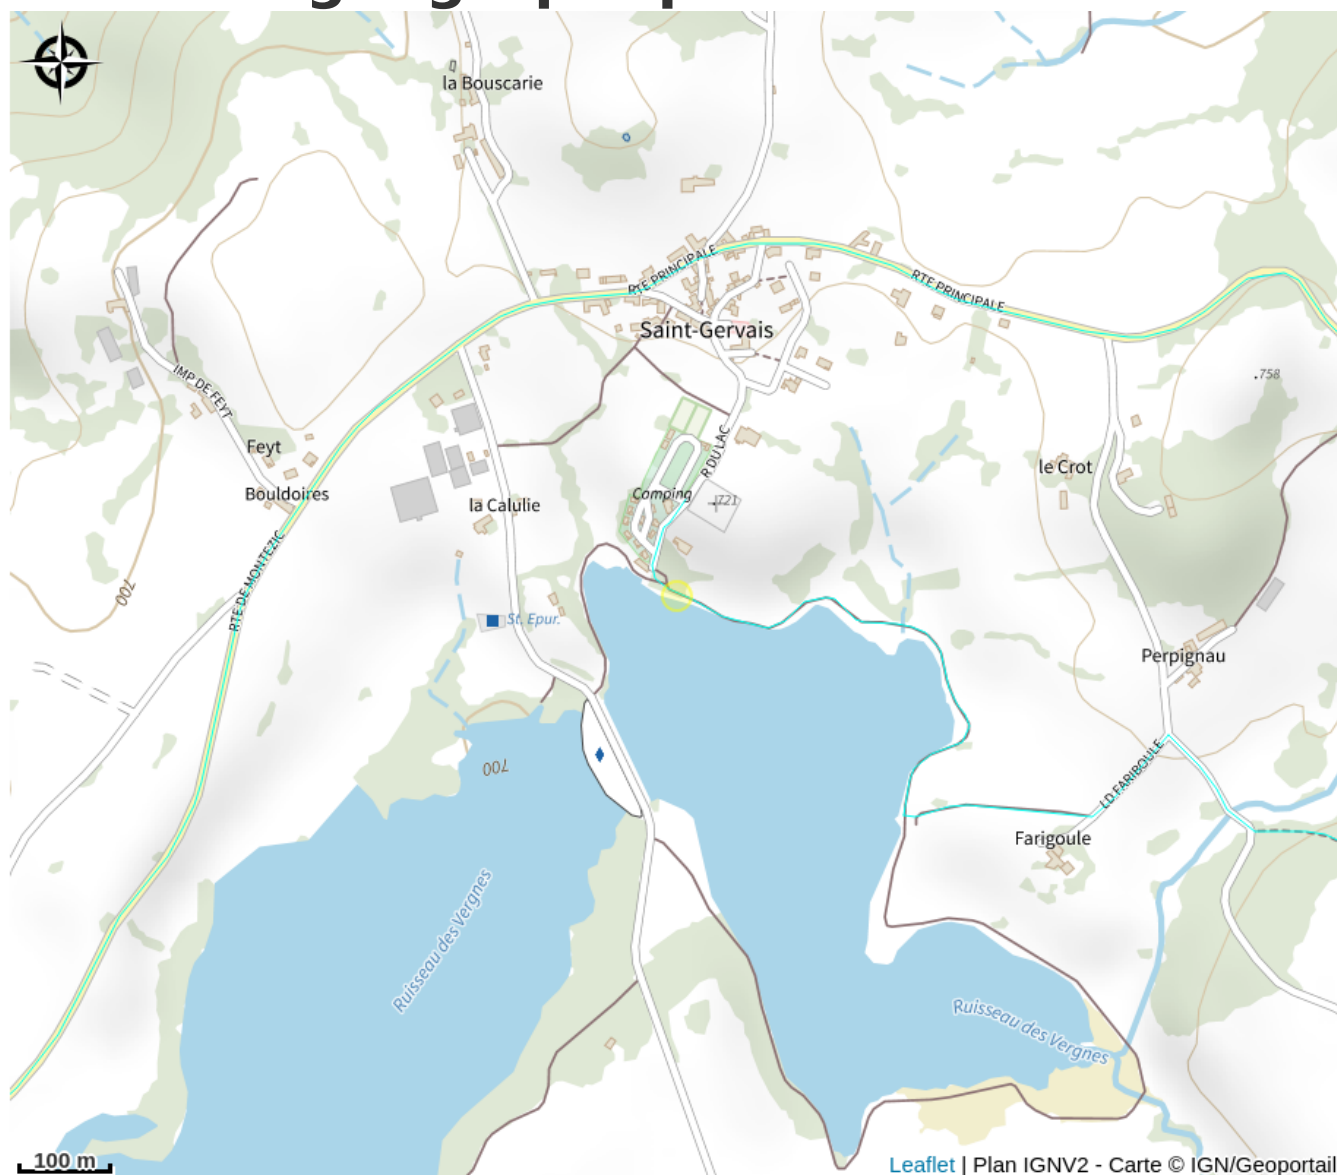 la Bouscarie
RTE PRINCIPALE
RTE PRINCIPALE
Saint-Gervais
758
IMP DE FEYT
Feyt
R DU LAC
le Crot
Bouldoires
Camping
721
la Calulie
RTE DE MONTEZIC
700
St. Epur.
Perpignau
700
LD FARIBOULE
Farigoule
Ruisseau des Vergnes
Ruisseau des Vergnes
100 m
Leaflet | Plan IGNV2 - Carte © IGN/Geoportail